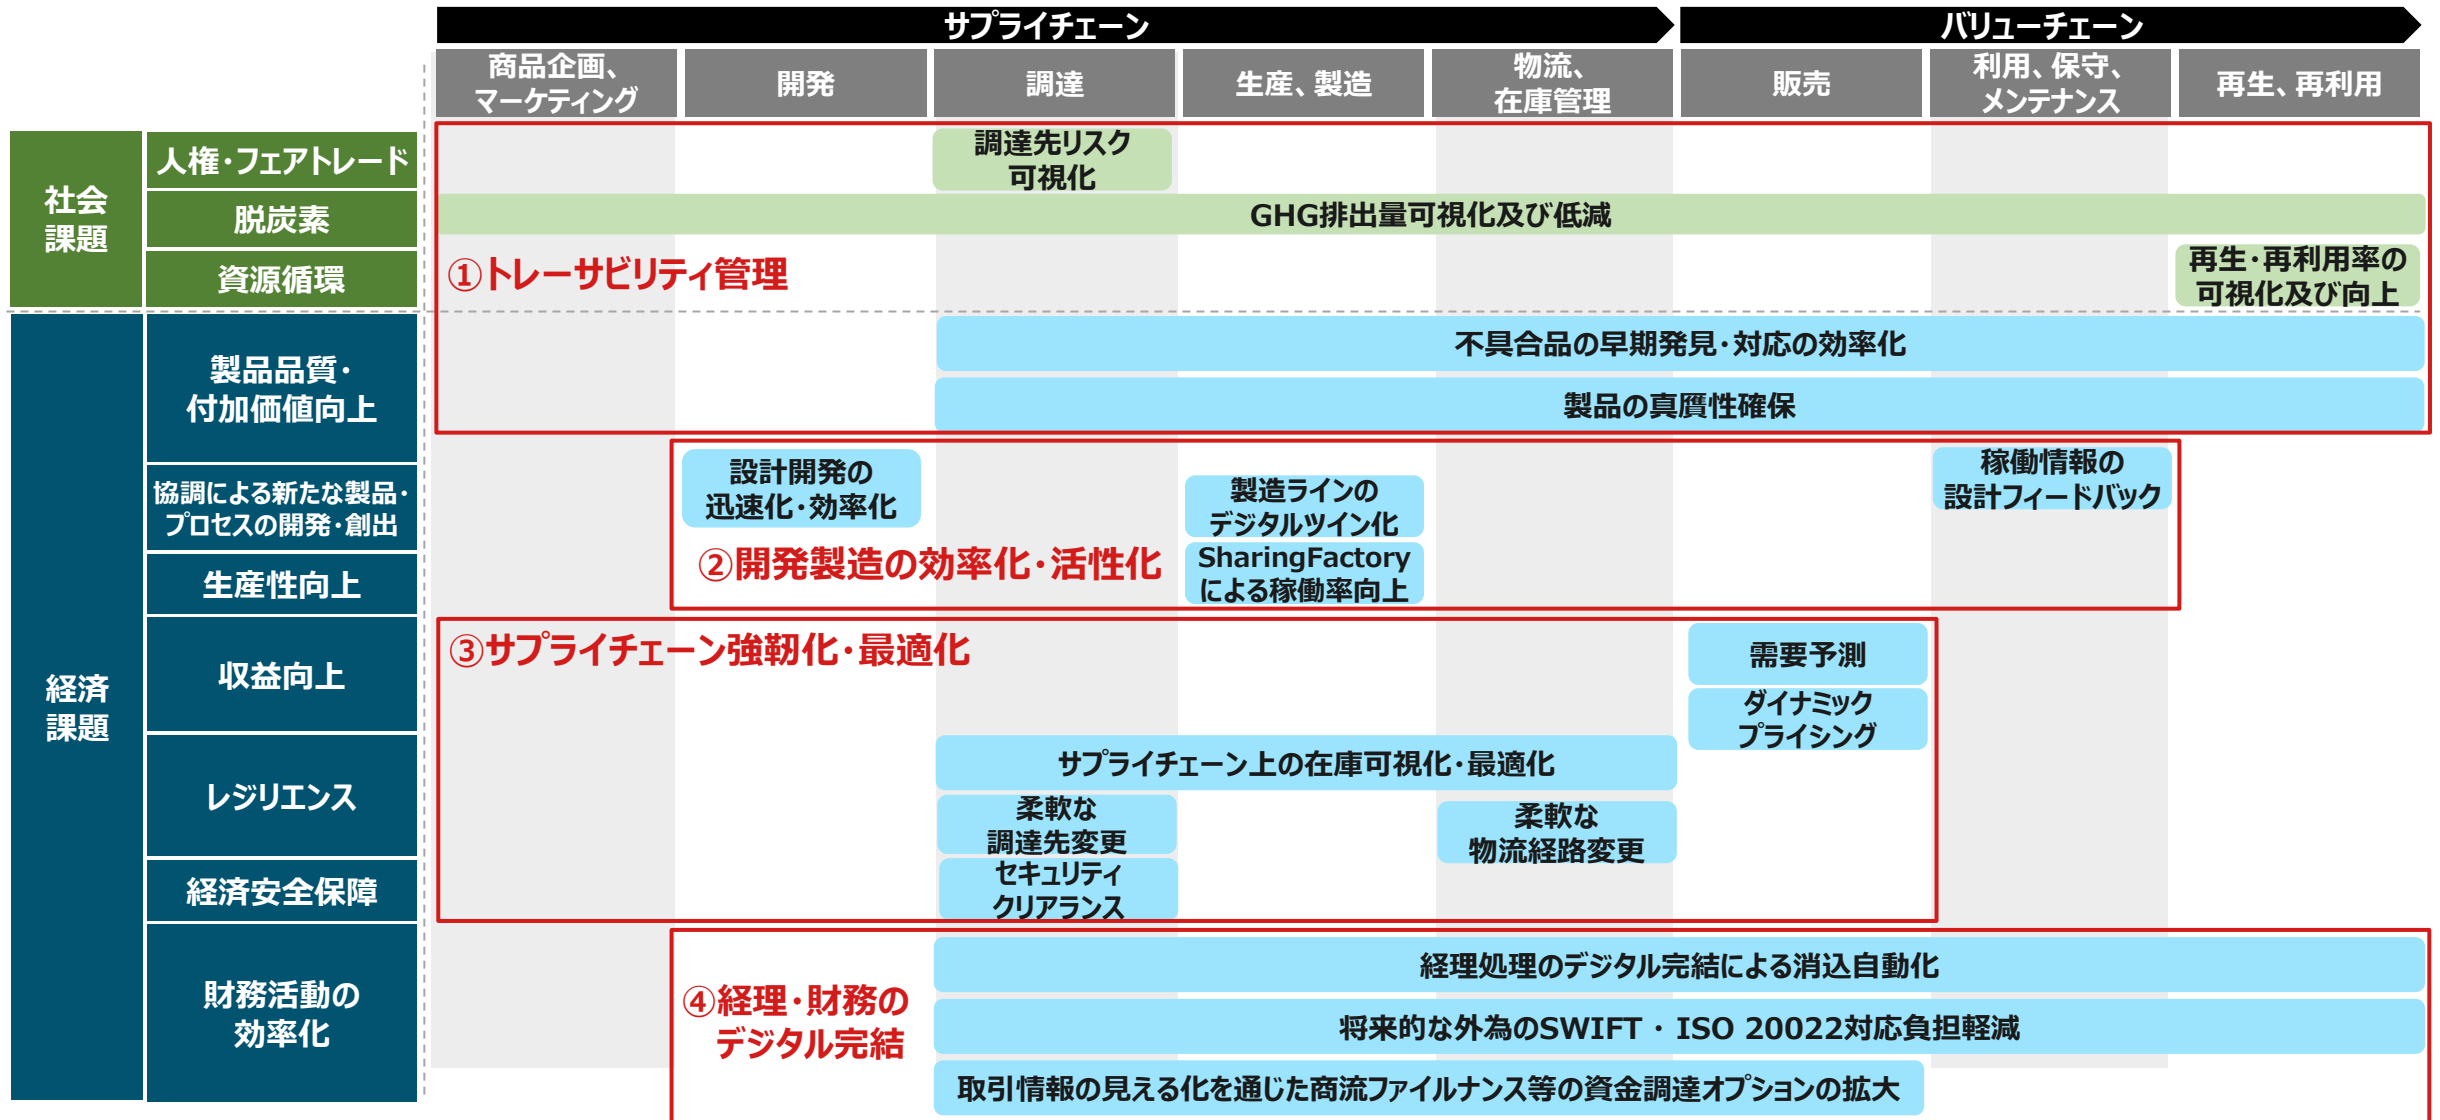 サプライチェーン
バリューチェーン
商品企画、
マーケティング
開発
調達
生産、製造
物流、
在庫管理
販売
利用、保守、
メンテナンス
再生、再利用
社会
課題
人権・フェアトレード
調達先リスク
可視化
脱炭素
GHG排出量可視化及び低減
資源循環
①トレーサビリティ管理
再生・再利用率の
可視化及び向上
経済
課題
製品品質・
付加価値向上
不具合品の早期発見・対応の効率化
製品の真贋性確保
協調による新たな製品・
プロセスの開発・創出
設計開発の
迅速化・効率化
製造ラインの
デジタルツイン化
稼働情報の
設計フィードバック
生産性向上
②開発製造の効率化・活性化
SharingFactory
による稼働率向上
収益向上
③サプライチェーン強靭化・最適化
需要予測
ダイナミック
プライシング
レジリエンス
サプライチェーン上の在庫可視化・最適化
柔軟な
調達先変更
柔軟な
物流経路変更
経済安全保障
セキュリティ
クリアランス
財務活動の
効率化
④経理・財務の
デジタル完結
経理処理のデジタル完結による消込自動化
将来的な外為のSWIFT・ISO 20022対応負担軽減
取引情報の見える化を通じた商流ファイルナンス等の資金調達オプションの拡大